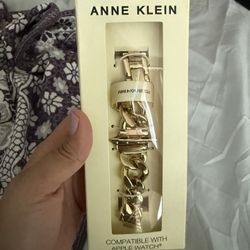 ANNE KLEIN
COMPATIBLE WITH
APPLE WATCH®